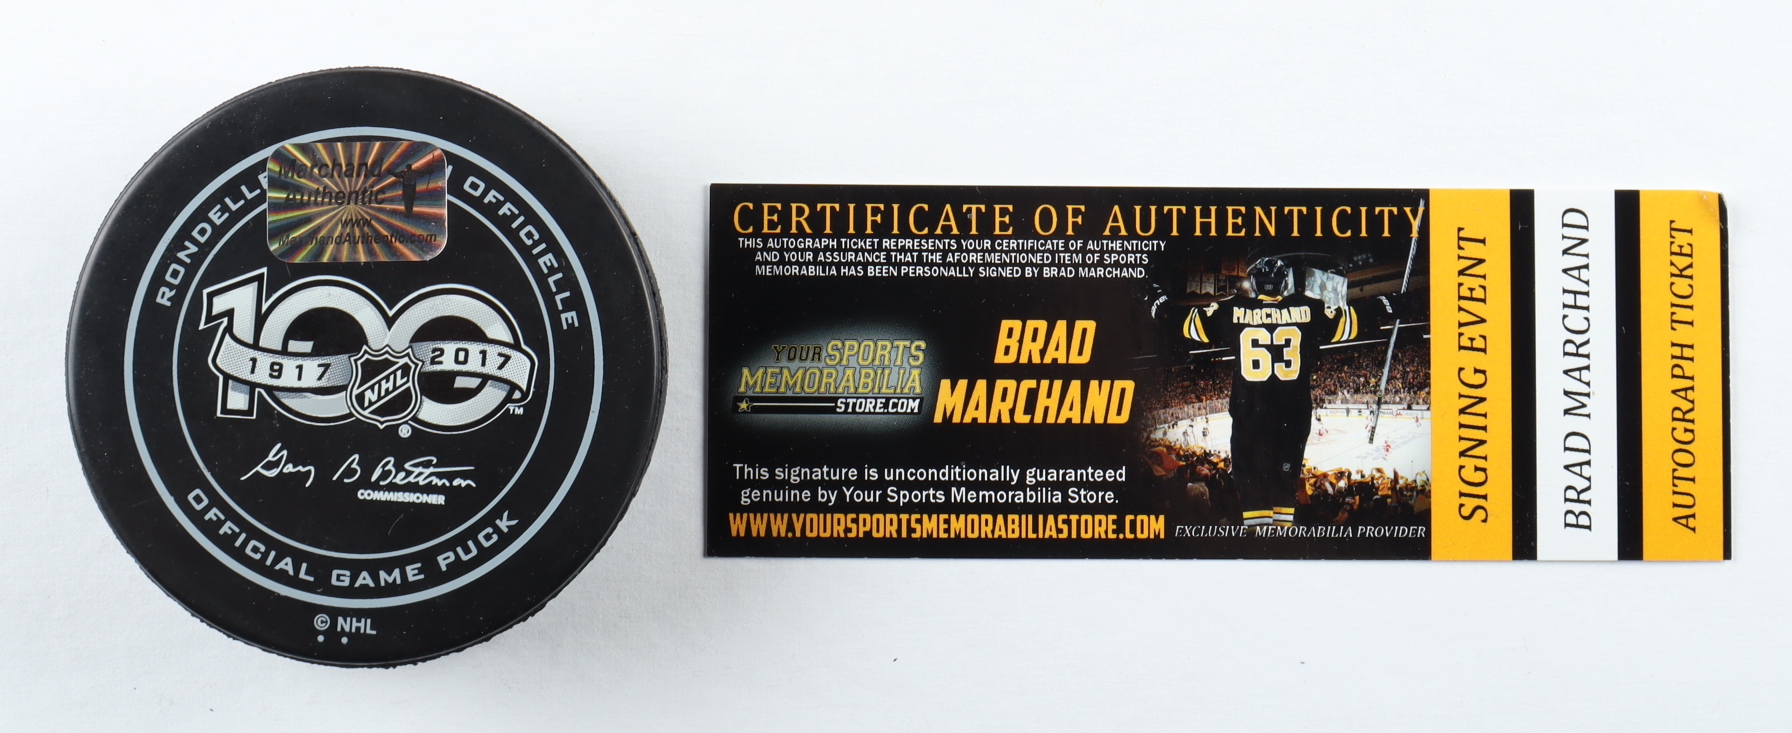 RONDELLE
OFFICIELLE
Marchand
Authentic
www.
MarchandAuthentic.com
100
1917
2017
NHL
TM
®
Gary B Bettman
COMMISSIONER
OFFICIAL GAME PUCK
© NHL
CERTIFICATE OF AUTHENTICITY
THIS AUTOGRAPH TICKET REPRESENTS YOUR CERTIFICATE OF AUTHENTICITY
AND YOUR ASSURANCE THAT THE AFOREMENTIONED ITEM OF SPORTS
MEMORABILIA HAS BEEN PERSONALLY SIGNED BY BRAD MARCHAND.
YOUR SPORTS
MEMORABILIA
STORE.COM
BRAD
MARCHAND
MARCHAND
63
This signature is unconditionally guaranteed
genuine by Your Sports Memorabilia Store.
WWW.YOURSPORTSMEMORABILIASTORE.COM
EXCLUSIVE MEMORABILIA PROVIDER
SIGNING EVENT
BRAD MARCHAND
AUTOGRAPH TICKET